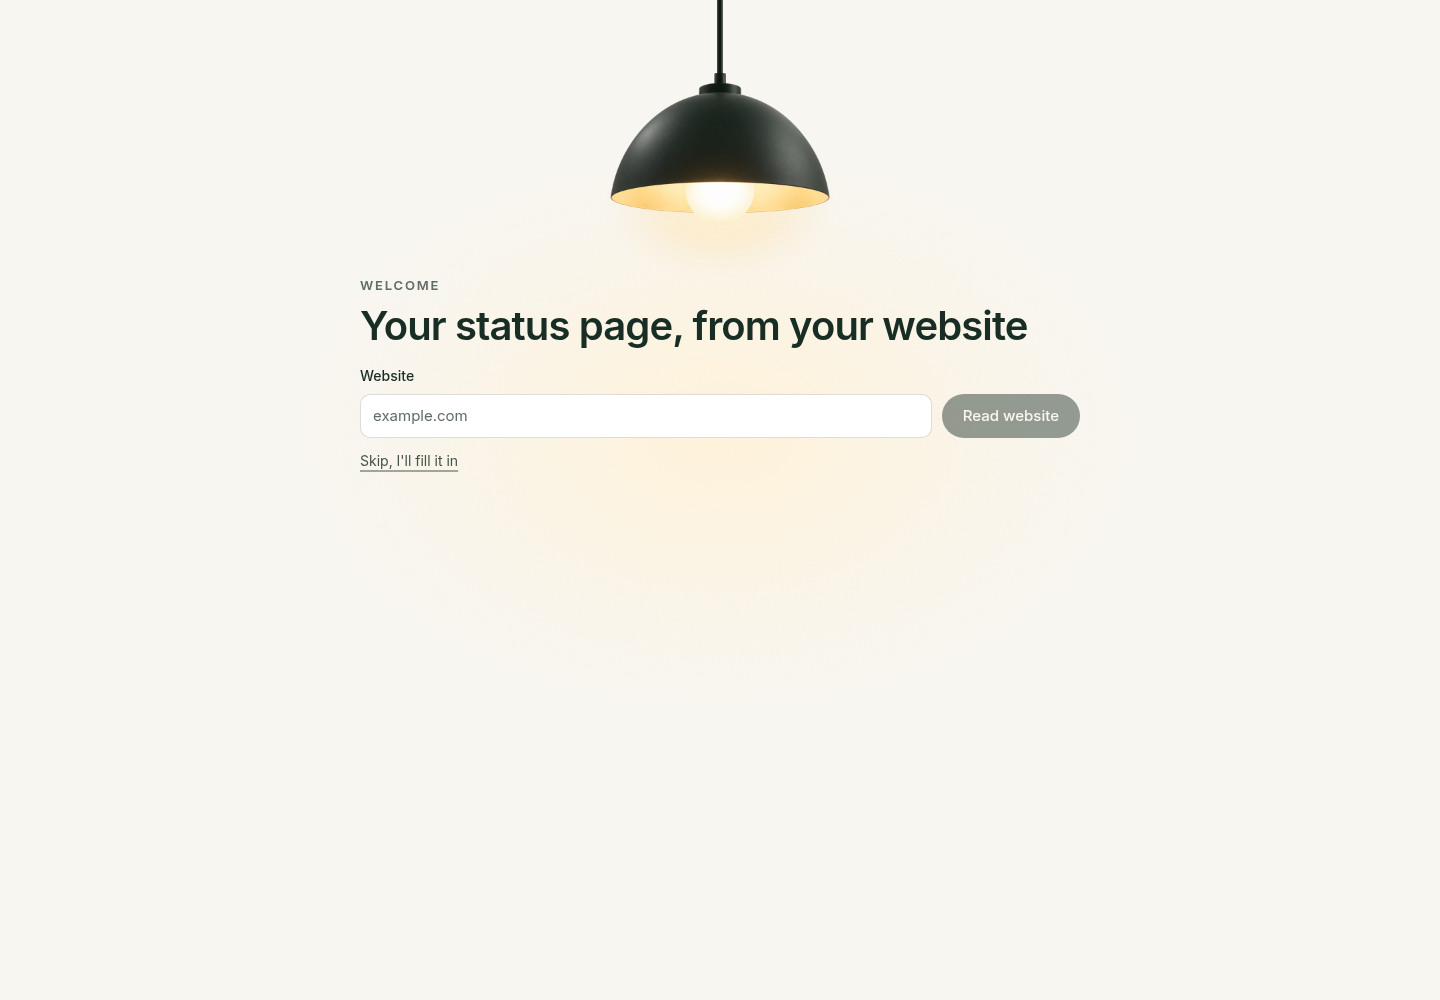 WELCOME
Your status page, from your website
Website
example.com
Read website
Skip, I'll fill it in